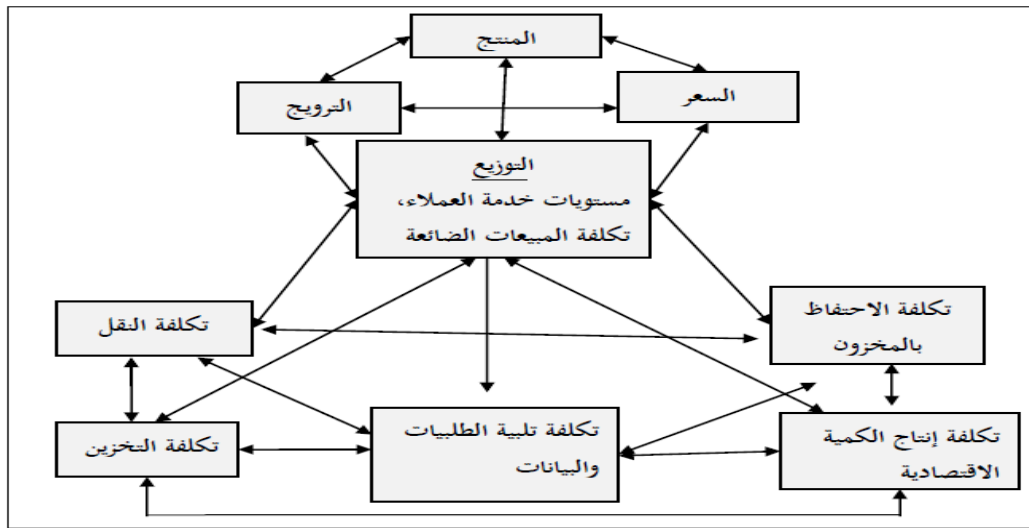 المنتج
السعر
الترويج
التوزيع
مستويات خدمة العملاء،
تكلفة المبيعات الضائعة
تكلفة الاحتفاظ
بالمخزون
تكلفة النقل
تكلفة إنتاج الكمية
الاقتصادية
تكلفة تلبية الطلبيات
والبيانات
تكلفة التخزين